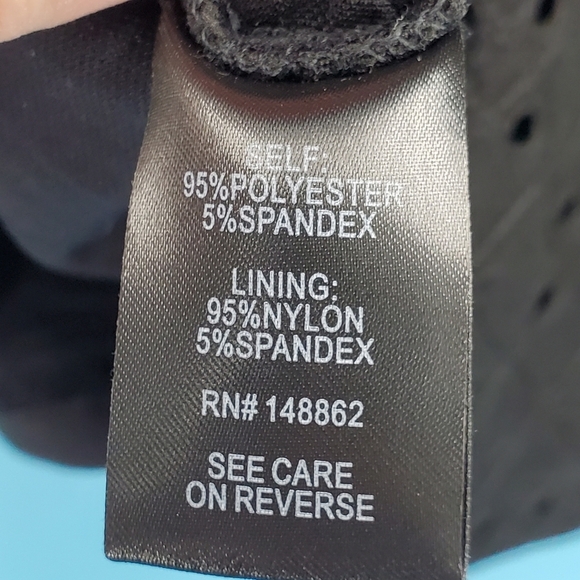 SELF:
95%POLYESTER
5%SPANDEX
LINING:
95%NYLON
5%SPANDEX
RN# 148862
SEE CARE
ON REVERSE